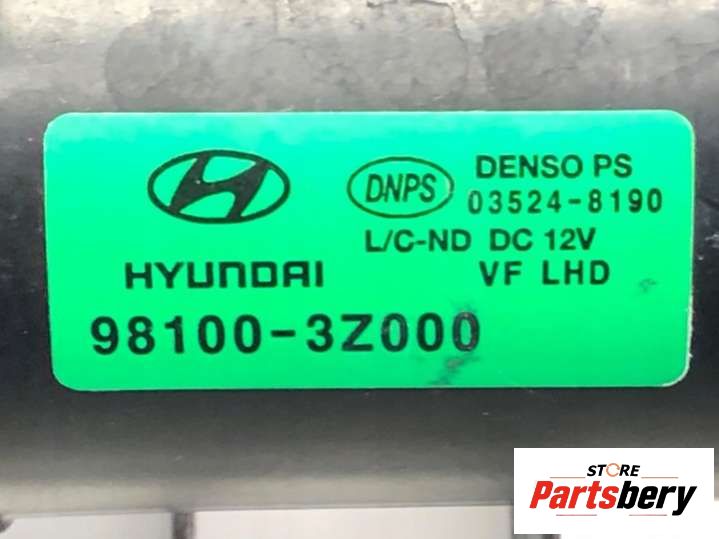 HYUNDAI
DNPS
DENSO PS
03524-8190
L/C-ND DC 12V
VF LHD
98100-3Z000
STORE
Partsbery